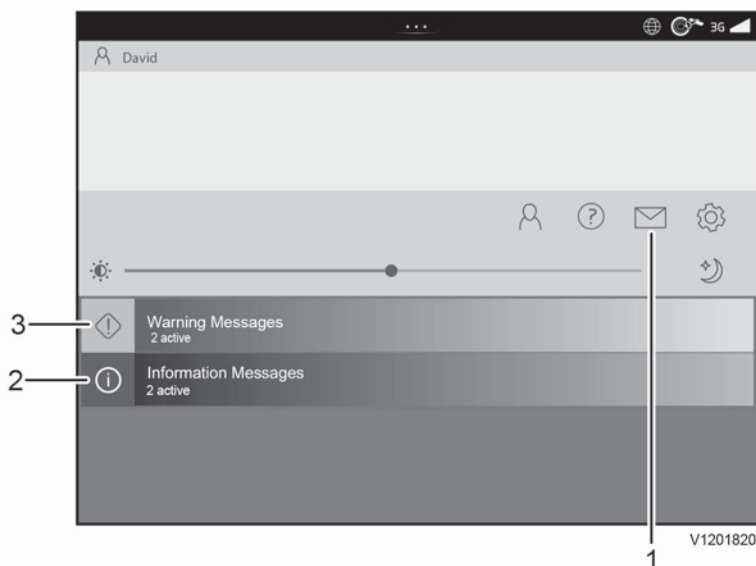 ...
3G
David
?
3
Warning Messages
2 active
2
i
Information Messages
2 active
V1201820
1